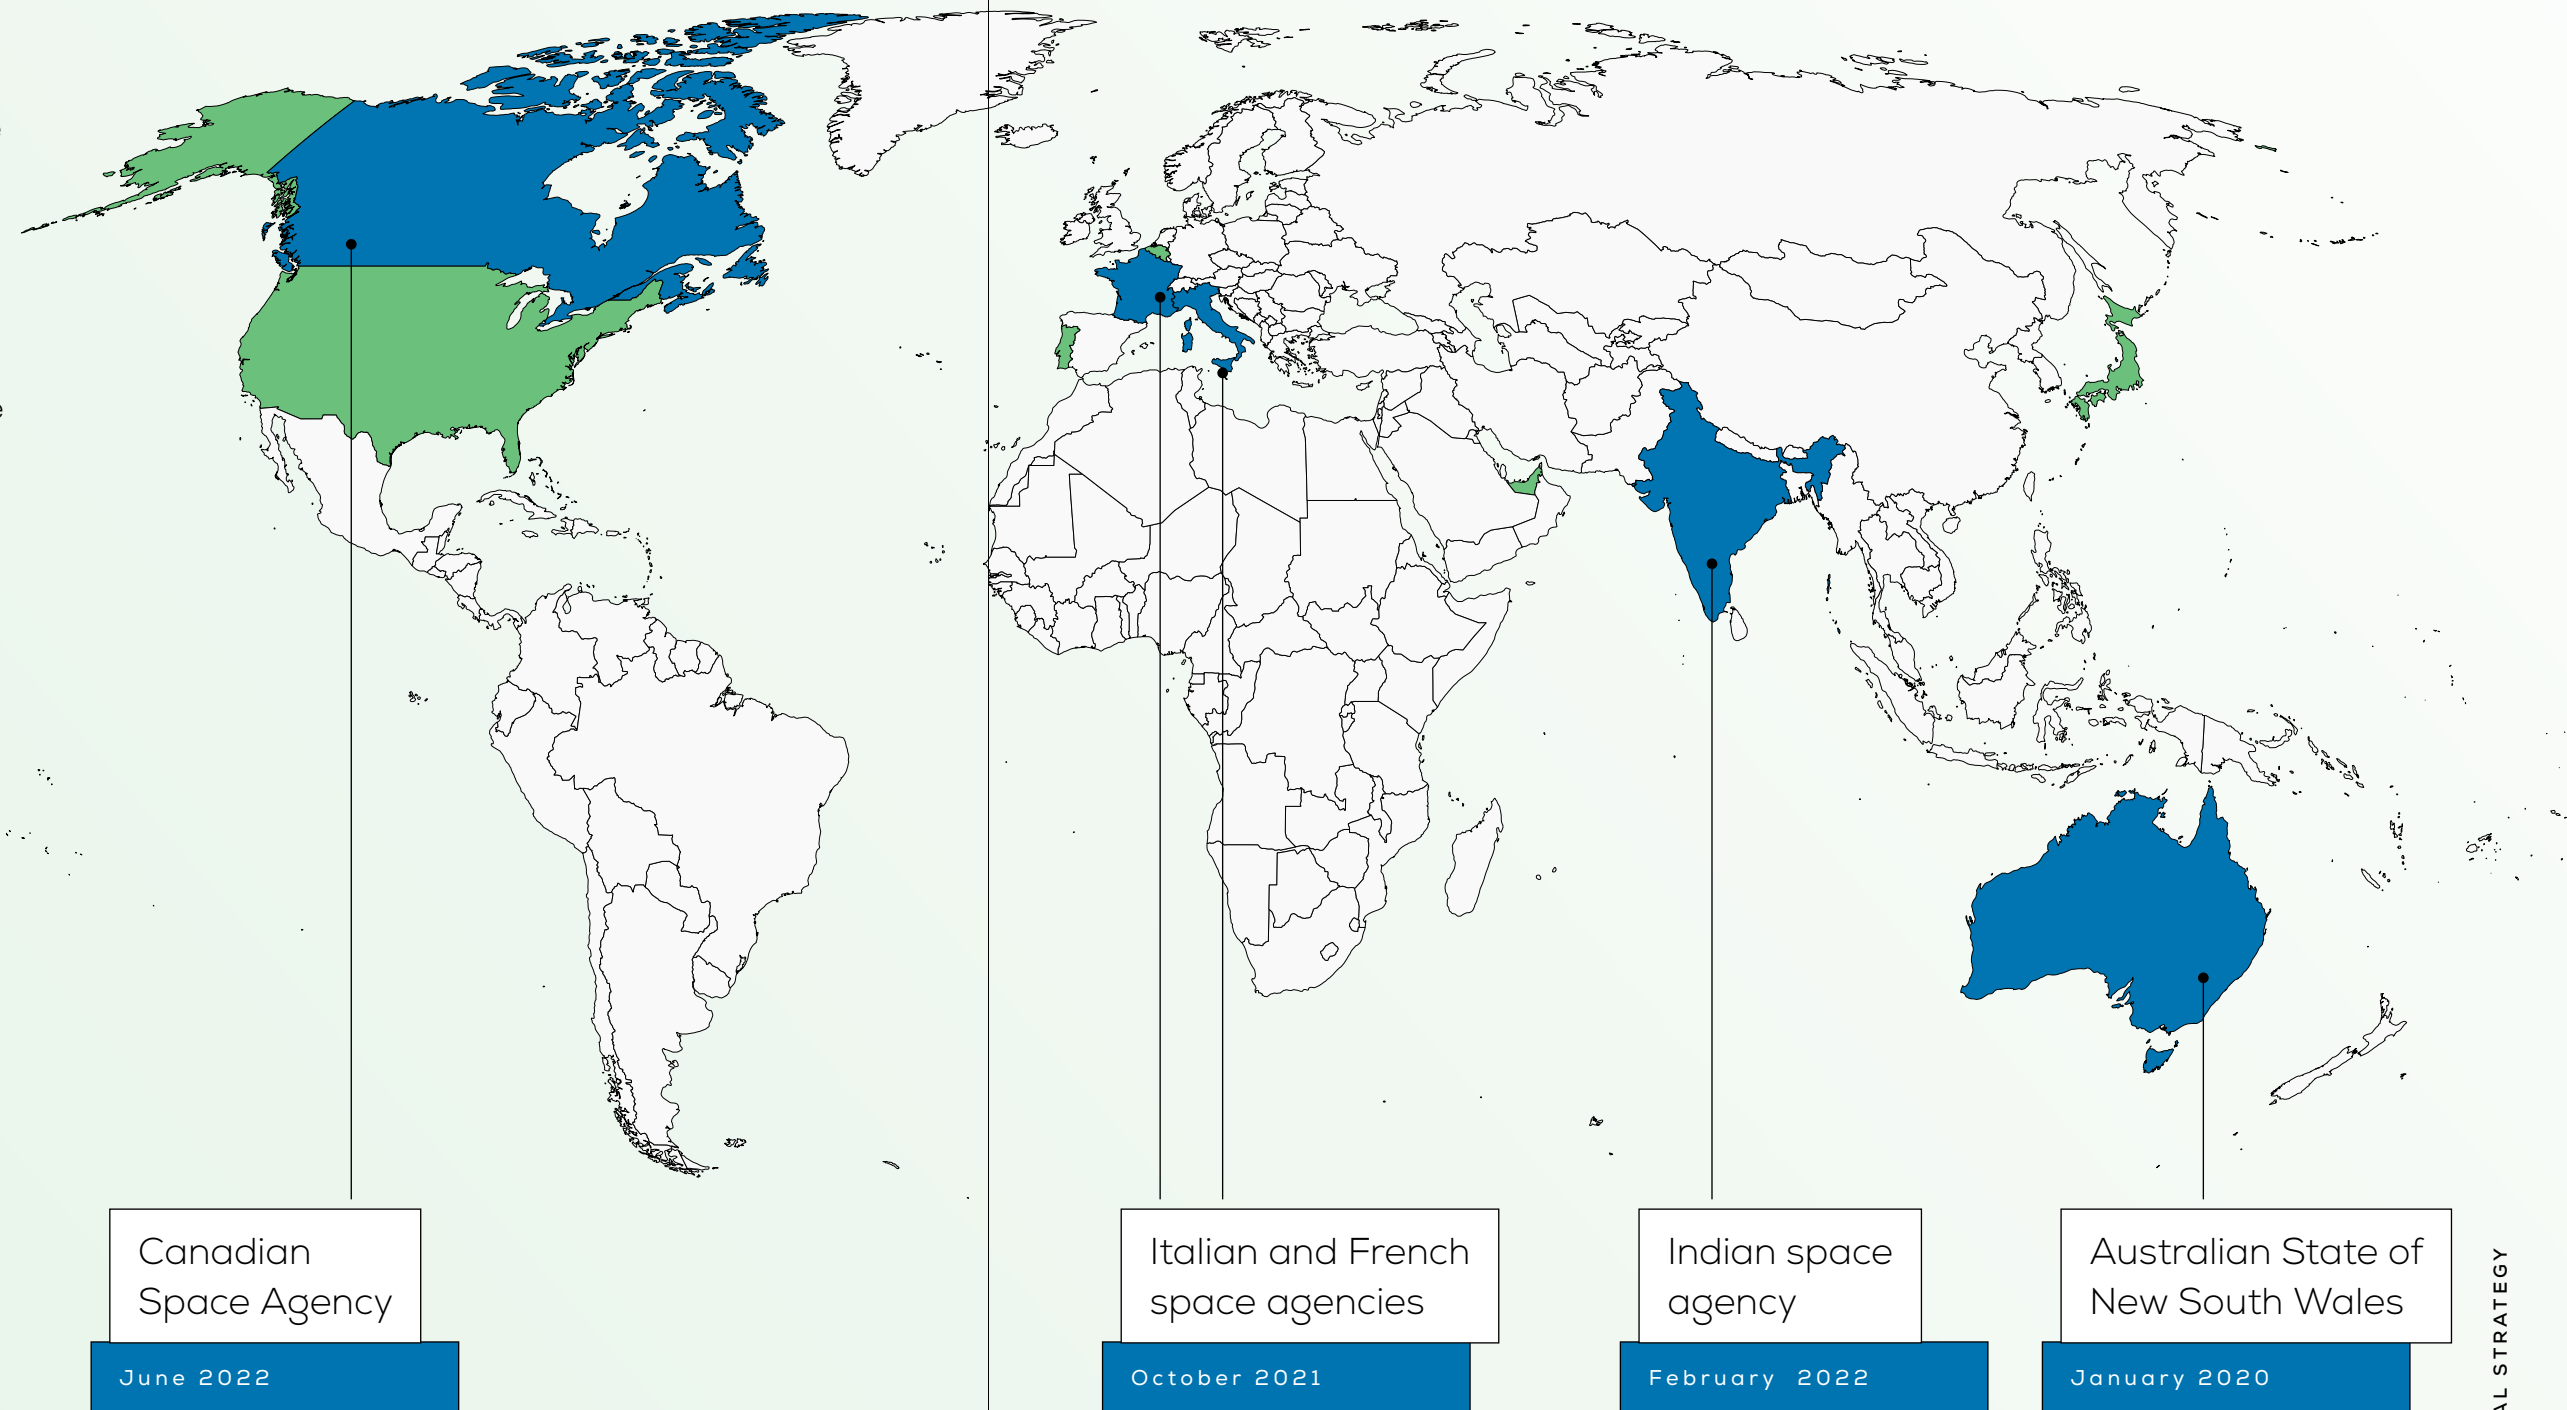 Canadian
Space Agency
June 2022
Italian and French
space agencies
October 2021
Indian space
agency
February 2022
Australian State of
New South Wales
January 2020
STRATEGY